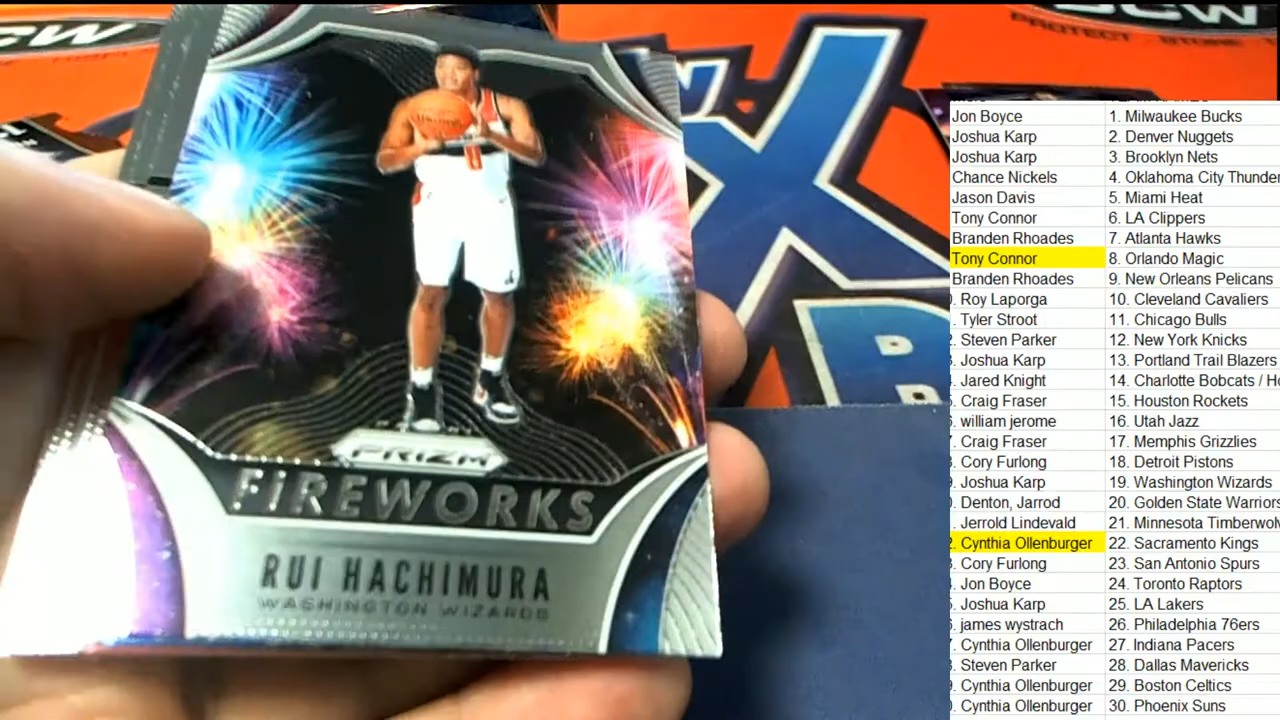 CW
BCW
PROTECT. STORE.
PRIZM
FIREWORKS
RUI HACHIMURA
WASHINGTON WIZARDS
Jon Boyce 1. Milwaukee Bucks
Joshua Karp 2. Denver Nuggets
Joshua Karp 3. Brooklyn Nets
Chance Nickels 4. Oklahoma City Thunder
Jason Davis 5. Miami Heat
Tony Connor 6. LA Clippers
Branden Rhoades 7. Atlanta Hawks
Tony Connor 8. Orlando Magic
Branden Rhoades 9. New Orleans Pelicans
Roy Laporga 10. Cleveland Cavaliers
Tyler Stroot 11. Chicago Bulls
Steven Parker 12. New York Knicks
Joshua Karp 13. Portland Trail Blazers
Jared Knight 14. Charlotte Bobcats / Ho
Craig Fraser 15. Houston Rockets
william jerome 16. Utah Jazz
Craig Fraser 17. Memphis Grizzlies
Cory Furlong 18. Detroit Pistons
Joshua Karp 19. Washington Wizards
Denton, Jarrod 20. Golden State Warriors
Jerrold Lindevald 21. Minnesota Timberwolv
Cynthia Ollenburger 22. Sacramento Kings
Cory Furlong 23. San Antonio Spurs
Jon Boyce 24. Toronto Raptors
Joshua Karp 25. LA Lakers
james wystrach 26. Philadelphia 76ers
Cynthia Ollenburger 27. Indiana Pacers
Steven Parker 28. Dallas Mavericks
Cynthia Ollenburger 29. Boston Celtics
Cynthia Ollenburger 30. Phoenix Suns